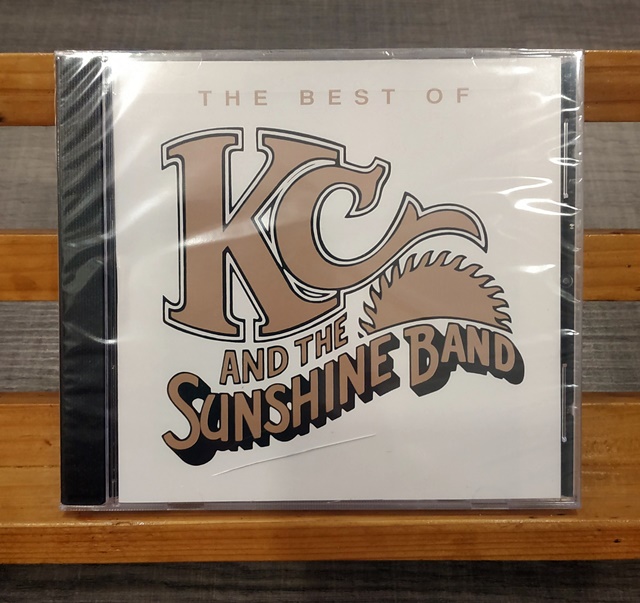 THE BEST OF
KC
AND THE
SUNSHINE BAND